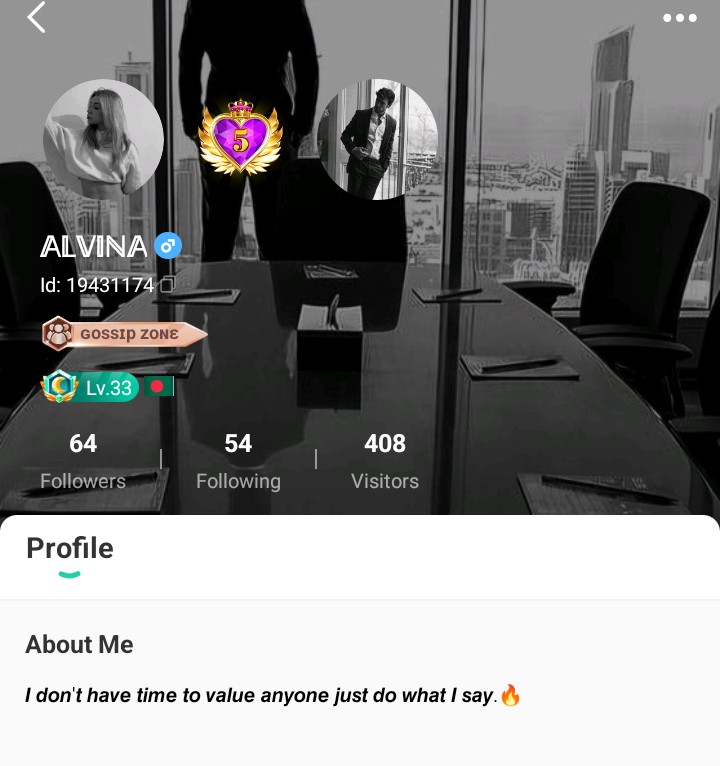 5
ALVINA
Id: 19431174
GOSSIP ZONE
Lv.33
64
Followers
54
Following
408
Visitors
Profile
About Me
I don't have time to value anyone just do what I say.🔥